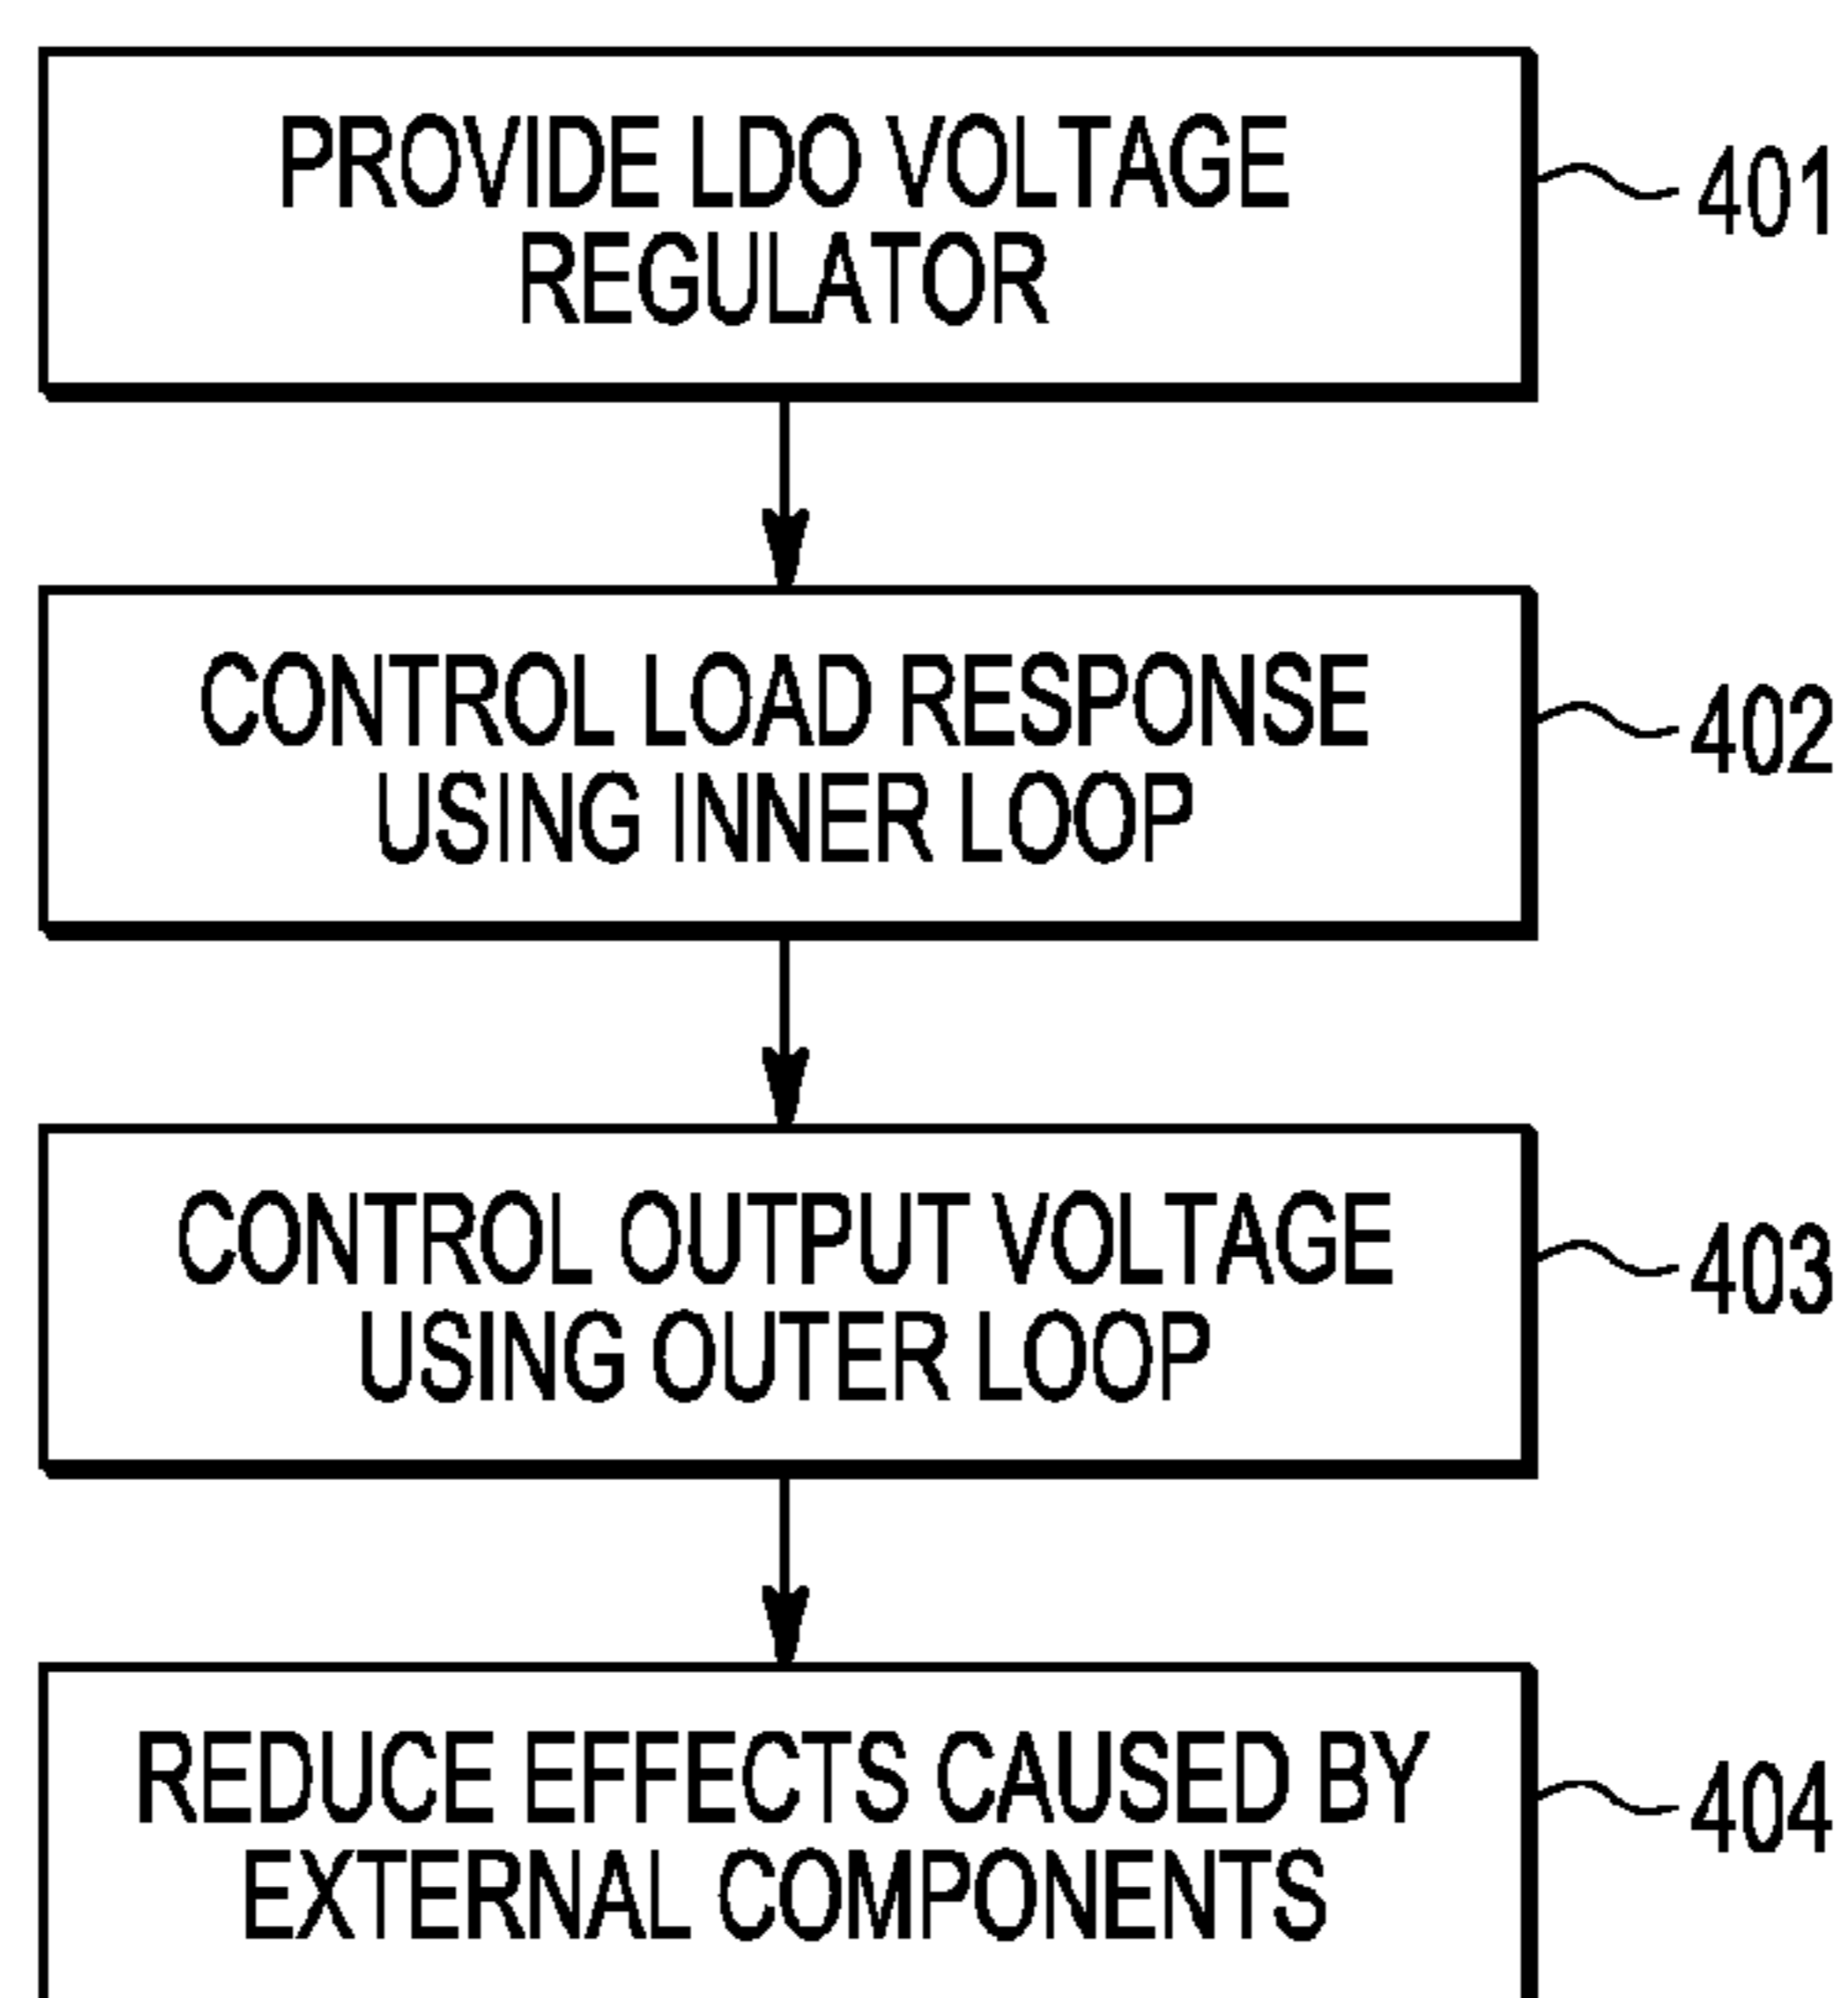 PROVIDE LDO VOLTAGE
REGULATOR
401
CONTROL LOAD RESPONSE
USING INNER LOOP
402
CONTROL OUTPUT VOLTAGE
USING OUTER LOOP
403
REDUCE EFFECTS CAUSED BY
EXTERNAL COMPONENTS
404